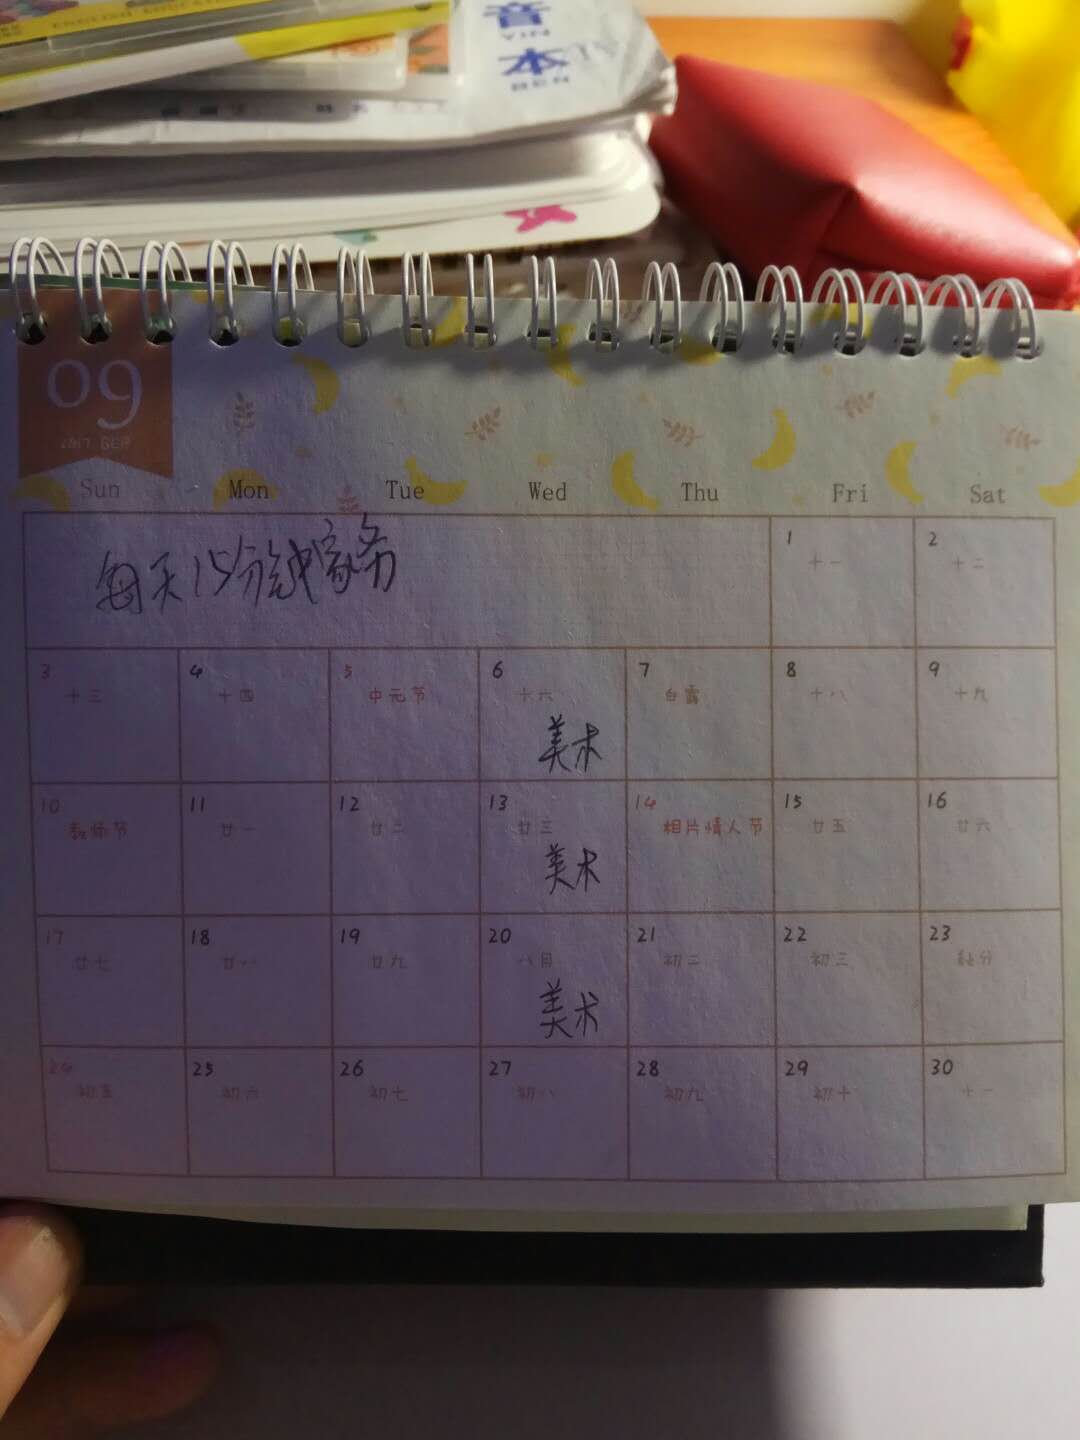 ENGLISH
音
YIN
本
BEN
09
2017 SEP
Sun Mon Tue Wed Thu Fri Sat
每天15分钟家务
1 2
十一 十二
3 4 5 6 7 8 9
十三 十四 中元节 十六 白露 十八 十九
美术
10 11 12 13 14 15 16
教师节 廿一 廿二 廿三 相片情人节 廿五 廿六
美术
17 18 19 20 21 22 23
廿七 廿八 廿九 八月 初二 初三 秋分
美术
24 25 26 27 28 29 30
初五 初六 初七 初八 初九 初十 十一